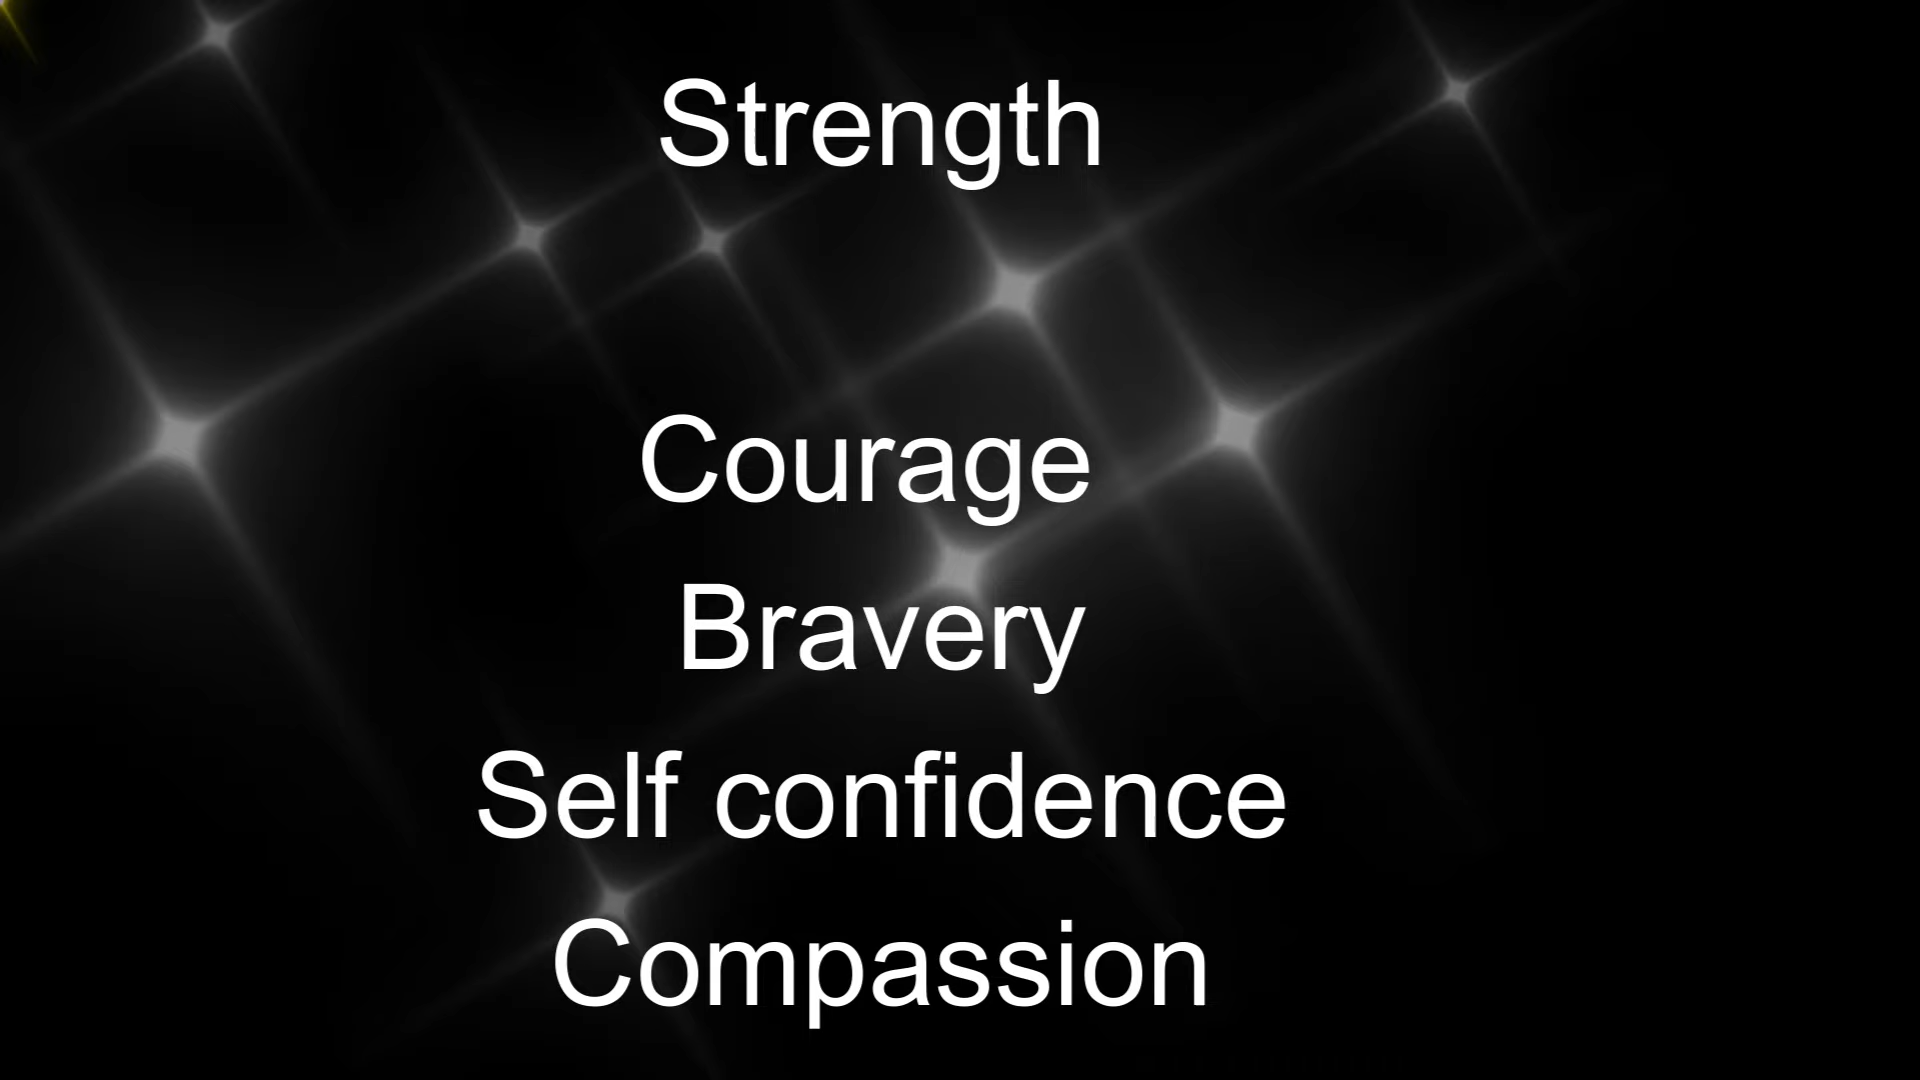 Strength
Courage
Bravery
Self confidence
Compassion